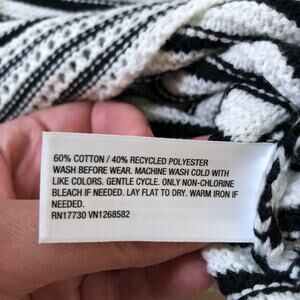 60% COTTON / 40% RECYCLED POLYESTER
WASH BEFORE WEAR. MACHINE WASH COLD WITH
LIKE COLORS. GENTLE CYCLE. ONLY NON-CHLORINE
BLEACH IF NEEDED. LAY FLAT TO DRY. WARM IRON IF
NEEDED.
RN17730 VN1268582